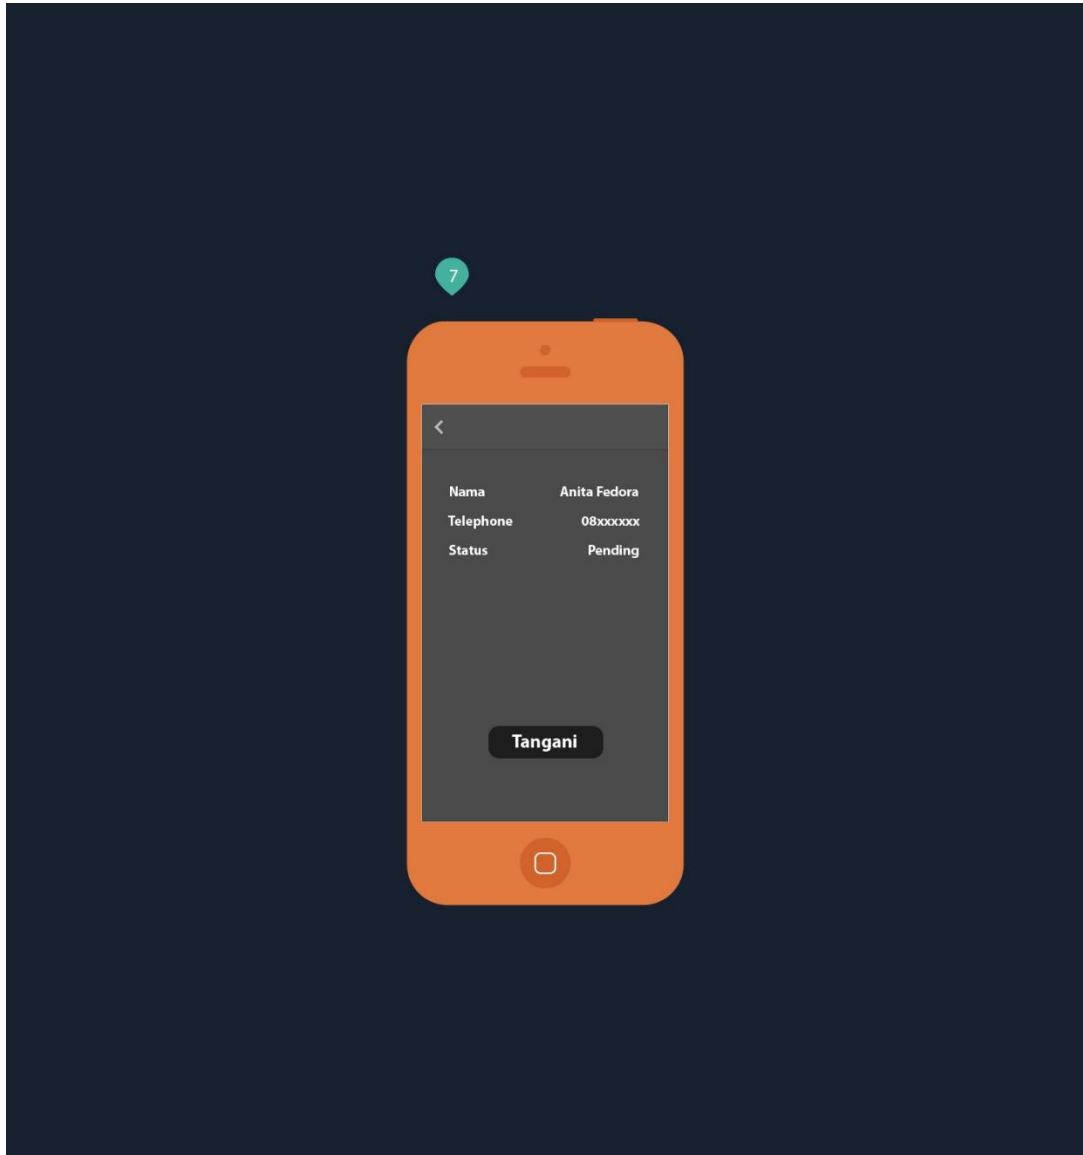 7
Nama Anita Fedora
Telephone 08xxxxxx
Status Pending
Tangani